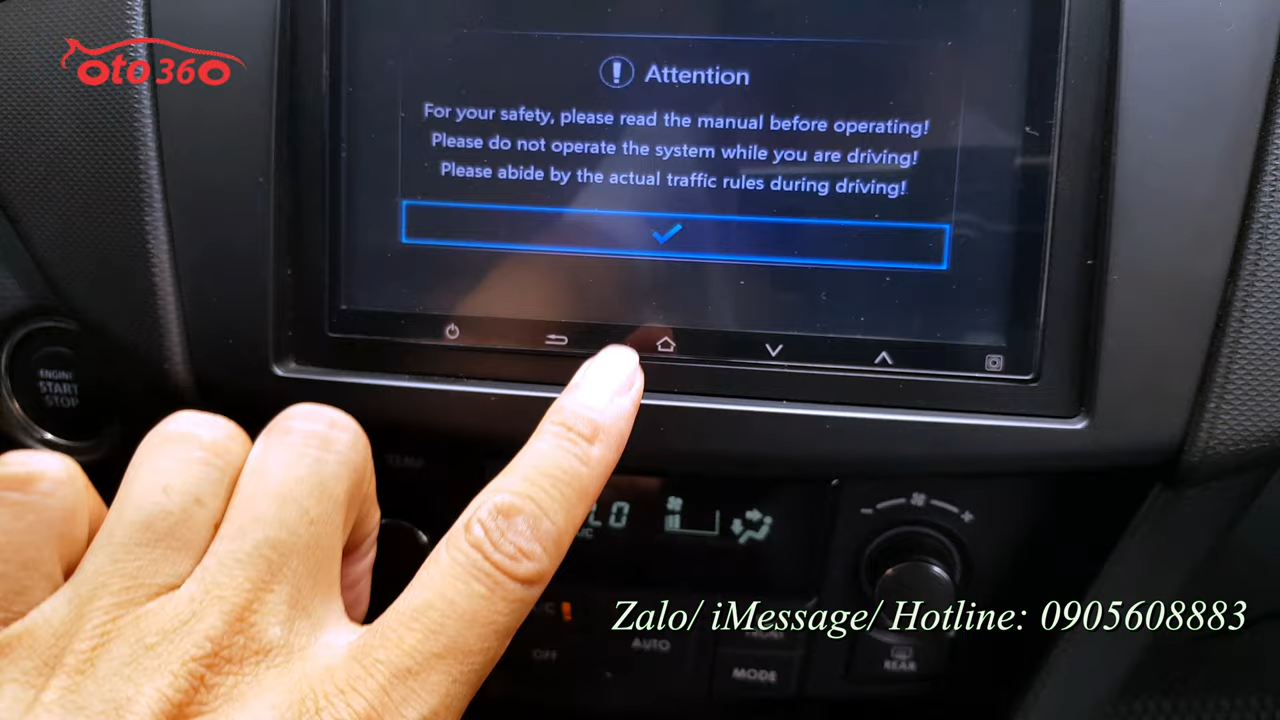 oto360
Attention
For your safety, please read the manual before operating!
Please do not operate the system while you are driving!
Please abide by the actual traffic rules during driving!
ENGINE
START
STOP
TEMP
LO
A/C
AUTO
OFF
MODE
REAR
Zalo/ iMessage/ Hotline: 0905608883